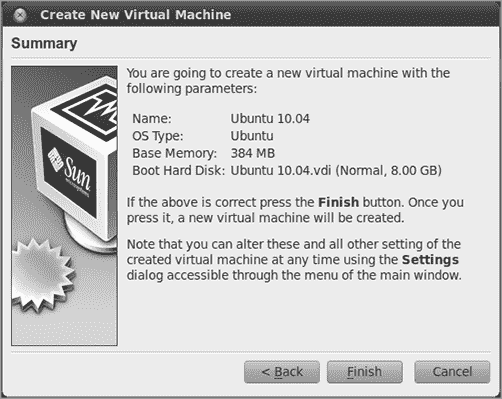 Create New Virtual Machine
Summary
You are going to create a new virtual machine with the
following parameters:
Name: Ubuntu 10.04
OS Type: Ubuntu
Base Memory: 384 MB
Boot Hard Disk: Ubuntu 10.04.vdi (Normal, 8.00 GB)
If the above is correct press the Finish button. Once you
press it, a new virtual machine will be created.
Note that you can alter these and all other setting of the
created virtual machine at any time using the Settings
dialog accessible through the menu of the main window.
Sun
microsystems
< Back
Finish
Cancel